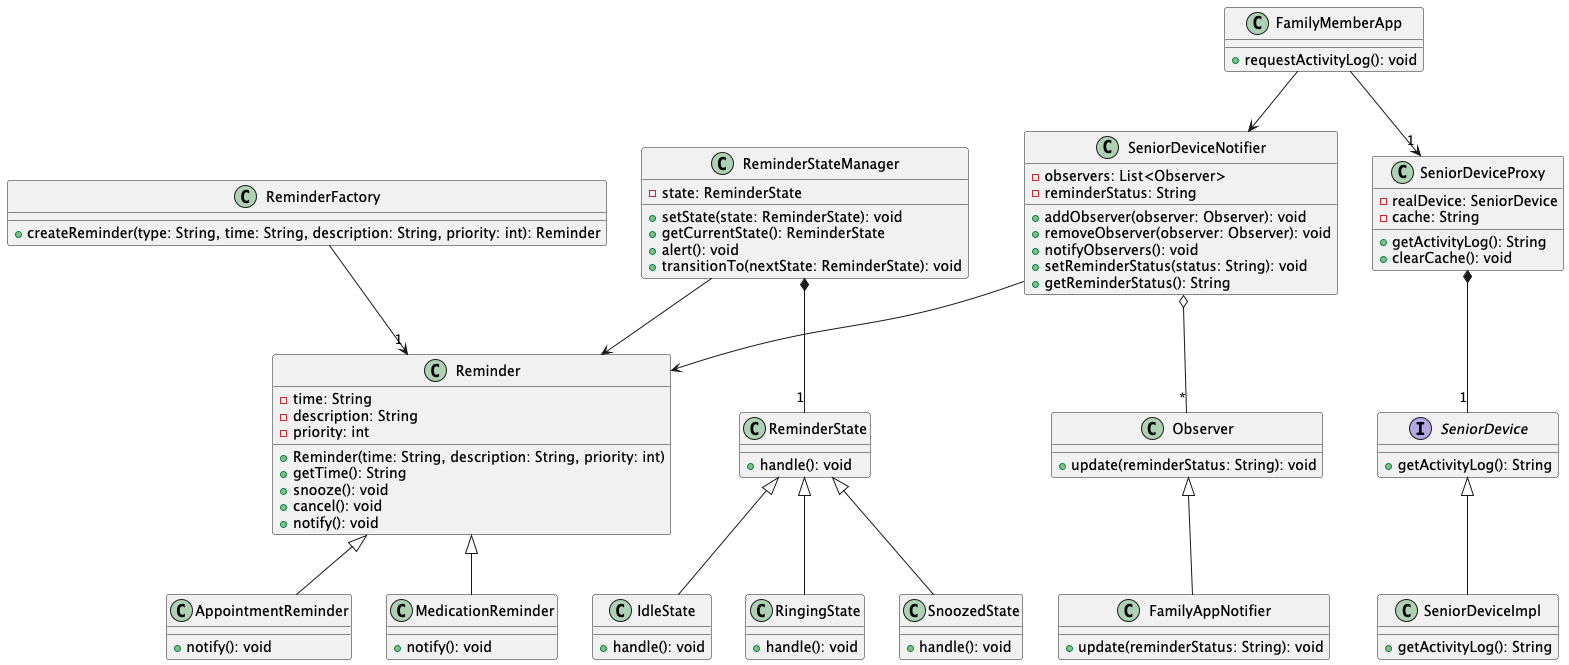 C FamilyMemberApp
requestActivityLog(): void
C ReminderFactory
createReminder(type: String, time: String, description: String, priority: int): Reminder
C ReminderStateManager
state: ReminderState
setState(state: ReminderState): void
getCurrentState(): ReminderState
alert(): void
transitionTo(nextState: ReminderState): void
C SeniorDeviceNotifier
observers: List<Observer>
reminderStatus: String
addObserver(observer: Observer): void
removeObserver(observer: Observer): void
notifyObservers(): void
setReminderStatus(status: String): void
getReminderStatus(): String
1
C SeniorDeviceProxy
realDevice: SeniorDevice
cache: String
getActivityLog(): String
clearCache(): void
1
C Reminder
time: String
description: String
priority: int
Reminder(time: String, description: String, priority: int)
getTime(): String
snooze(): void
cancel(): void
notify(): void
1
C ReminderState
handle(): void
*
C Observer
update(reminderStatus: String): void
1
I SeniorDevice
getActivityLog(): String
C AppointmentReminder
notify(): void
C MedicationReminder
notify(): void
C IdleState
handle(): void
C RingingState
handle(): void
C SnoozedState
handle(): void
C FamilyAppNotifier
update(reminderStatus: String): void
C SeniorDeviceImpl
getActivityLog(): String